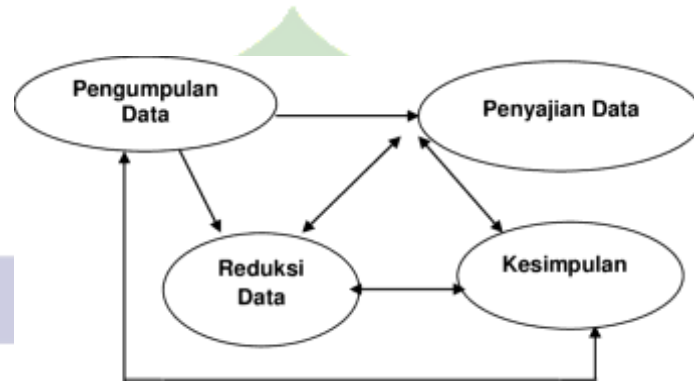 Pengumpulan
Data
Penyajian Data
Reduksi
Data
Kesimpulan